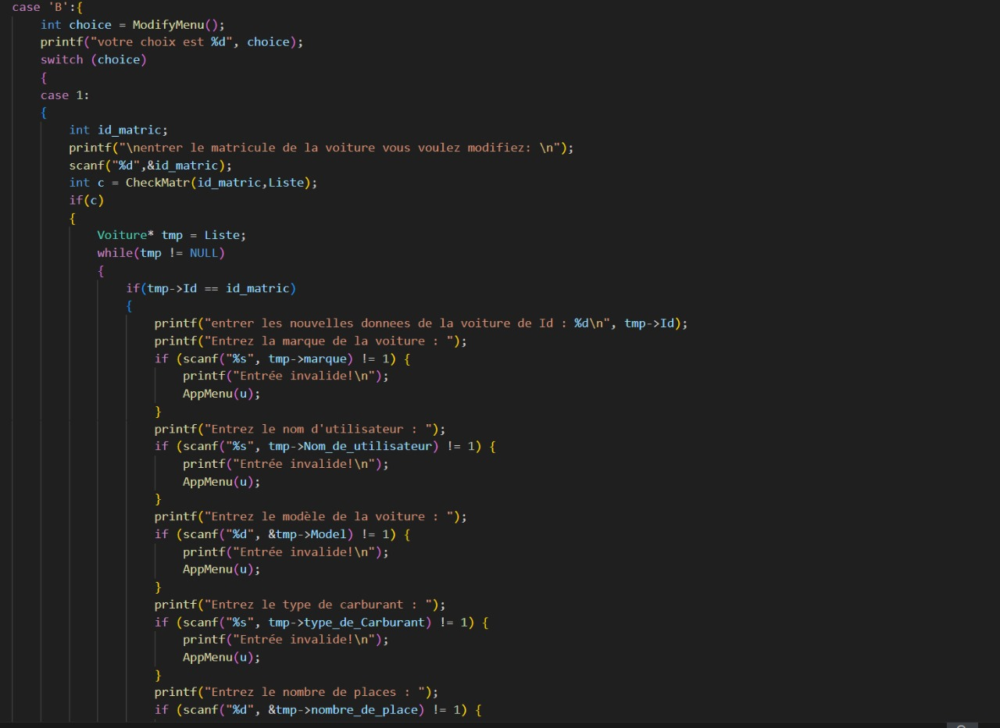 case 'B':{
int choice = ModifyMenu();
printf("votre choix est %d", choice);
switch (choice)
{
case 1:
{
int id_matric;
printf("\nentrer le matricule de la voiture vous voulez modifiez: \n");
scanf("%d",&id_matric);
int c = CheckMatr(id_matric,Liste);
if(c)
{
Voiture* tmp = Liste;
while(tmp != NULL)
{
if(tmp->Id == id_matric)
{
printf("entrer les nouvelles donnees de la voiture de Id : %d\n", tmp->Id);
printf("Entrez la marque de la voiture : ");
if (scanf("%s", tmp->marque) != 1) {
printf("Entrée invalide!\n");
AppMenu(u);
}
printf("Entrez le nom d'utilisateur : ");
if (scanf("%s", tmp->Nom_de_utilisateur) != 1) {
printf("Entrée invalide!\n");
AppMenu(u);
}
printf("Entrez le modèle de la voiture : ");
if (scanf("%d", &tmp->Model) != 1) {
printf("Entrée invalide!\n");
AppMenu(u);
}
printf("Entrez le type de carburant : ");
if (scanf("%s", tmp->type_de_Carburant) != 1) {
printf("Entrée invalide!\n");
AppMenu(u);
}
printf("Entrez le nombre de places : ");
if (scanf("%d", &tmp->nombre_de_place) != 1) {